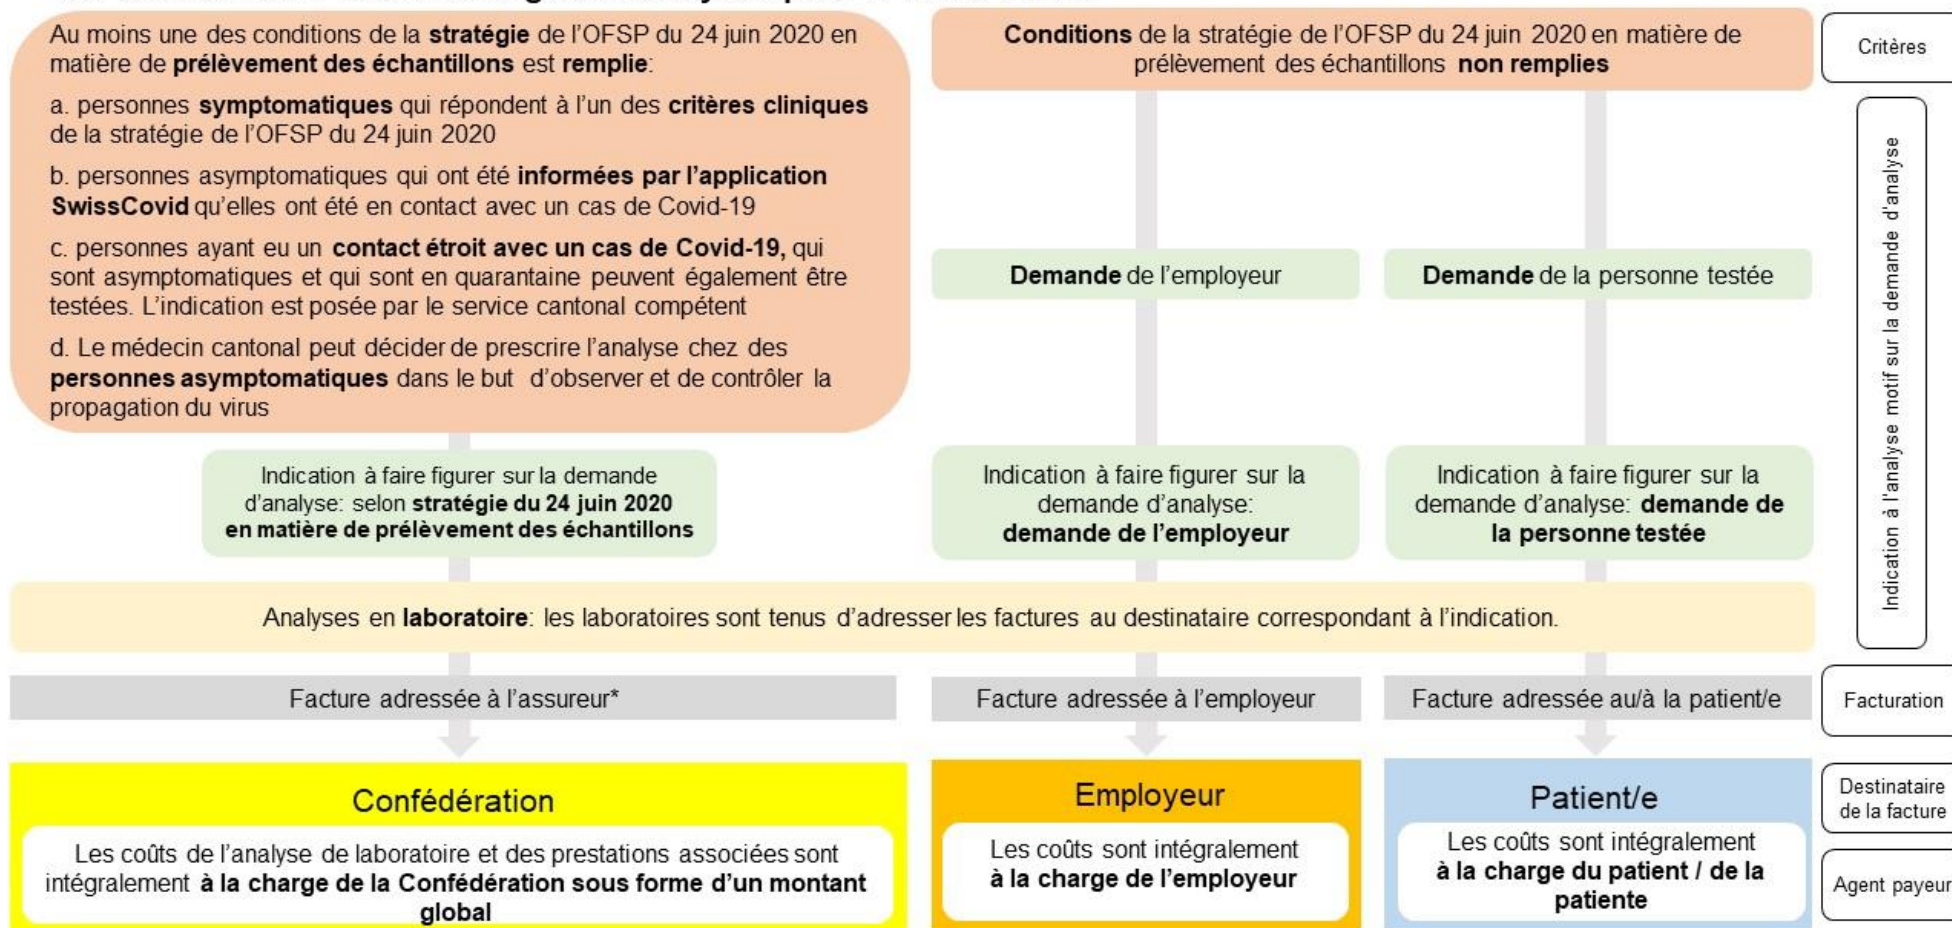 Au moins une des conditions de la stratégie de l'OFSP du 24 juin 2020 en
matière de prélèvement des échantillons est remplie:
a. personnes symptomatiques qui répondent à l'un des critères cliniques
de la stratégie de l'OFSP du 24 juin 2020
b. personnes asymptomatiques qui ont été informées par l'application
SwissCovid qu'elles ont été en contact avec un cas de Covid-19
c. personnes ayant eu un contact étroit avec un cas de Covid-19, qui
sont asymptomatiques et qui sont en quarantaine peuvent également être
testées. L'indication est posée par le service cantonal compétent
d. Le médecin cantonal peut décider de prescrire l'analyse chez des
personnes asymptomatiques dans le but d'observer et de contrôler la
propagation du virus
Conditions de la stratégie de l'OFSP du 24 juin 2020 en matière de
prélèvement des échantillons non remplies
Critères
Demande de l'employeur
Demande de la personne testée
Indication à l'analyse motif sur la demande d'analyse
Indication à faire figurer sur la demande
d'analyse: selon stratégie du 24 juin 2020
en matière de prélèvement des échantillons
Indication à faire figurer sur la
demande d'analyse:
demande de l'employeur
Indication à faire figurer sur la
demande d'analyse: demande de
la personne testée
Analyses en laboratoire: les laboratoires sont tenus d'adresser les factures au destinataire correspondant à l'indication.
Facture adressée à l'assureur*
Facture adressée à l'employeur
Facture adressée au/à la patient/e
Facturation
Confédération
Les coûts de l'analyse de laboratoire et des prestations associées sont
intégralement à la charge de la Confédération sous forme d'un montant
global
Employeur
Les coûts sont intégralement
à la charge de l'employeur
Patient/e
Les coûts sont intégralement
à la charge du patient / de la
patiente
Destinataire
de la facture
Agent payeur